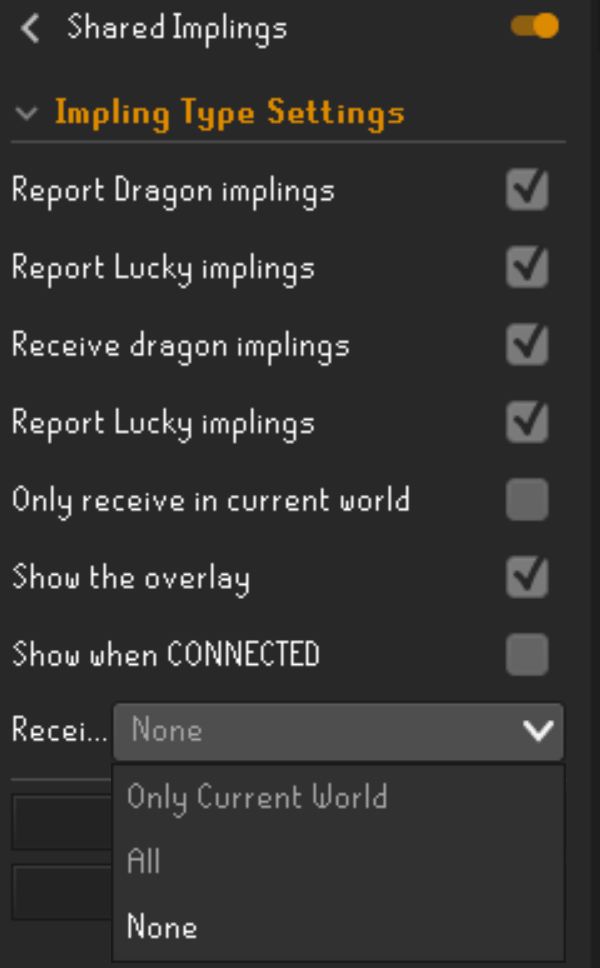 Shared Implings
Impling Type Settings
Report Dragon implings
Report Lucky implings
Receive dragon implings
Report Lucky implings
Only receive in current world
Show the overlay
Show when CONNECTED
Recei... None
Only Current World
All
None